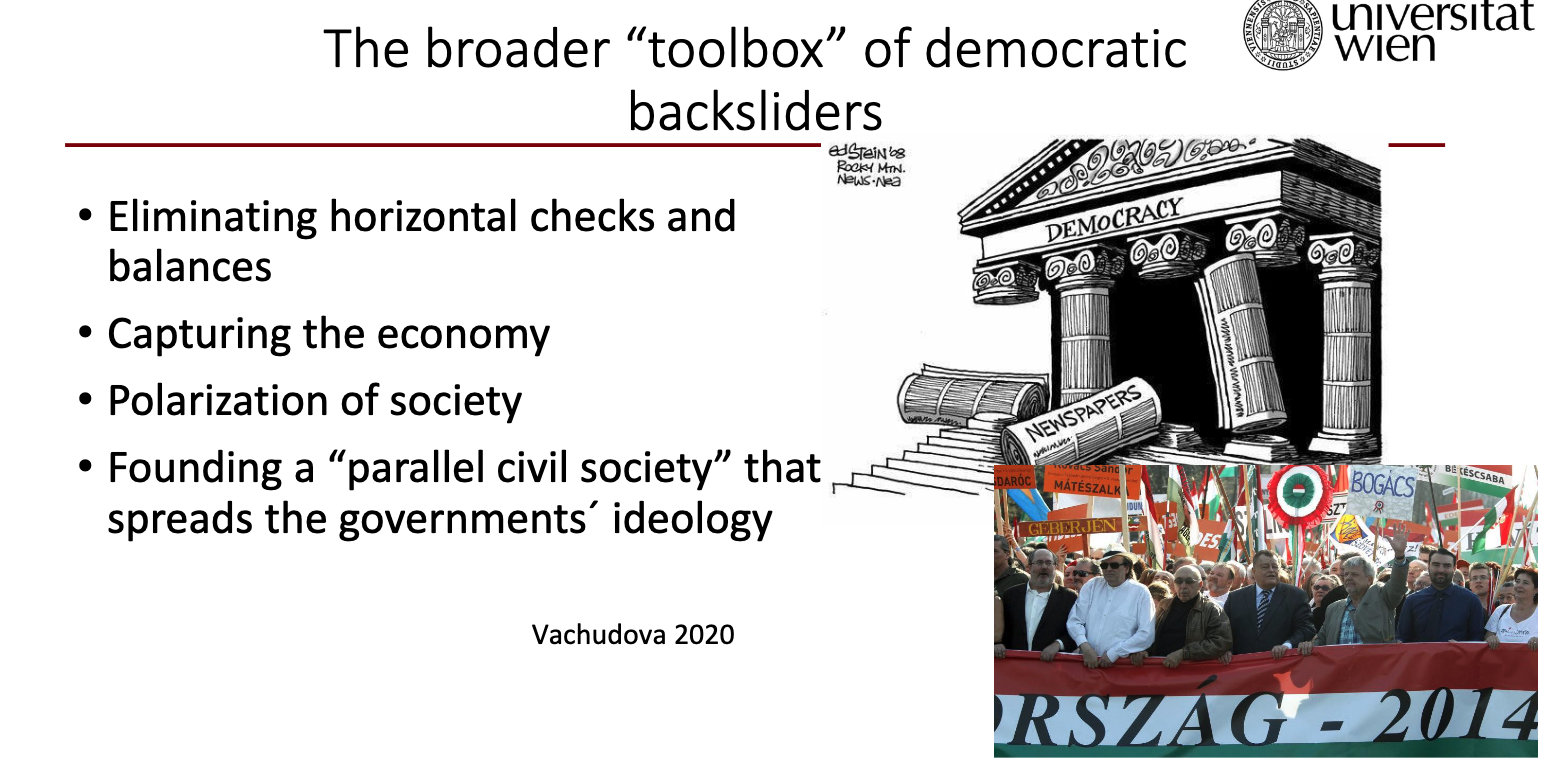 The broader “toolbox” of democratic
backsliders
universität
wien
• Eliminating horizontal checks and
balances
• Capturing the economy
• Polarization of society
• Founding a “parallel civil society” that
spreads the governments´ ideology
Vachudova 2020
ed Stein '08
Rocky Mtn.
News-Nea
DEMOCRACY
NEWSPAPERS
MÁTÉSZALK
BOGÁCS
BÉKÉSCSABA
GEBERJEN
ORSZÁG - 2014